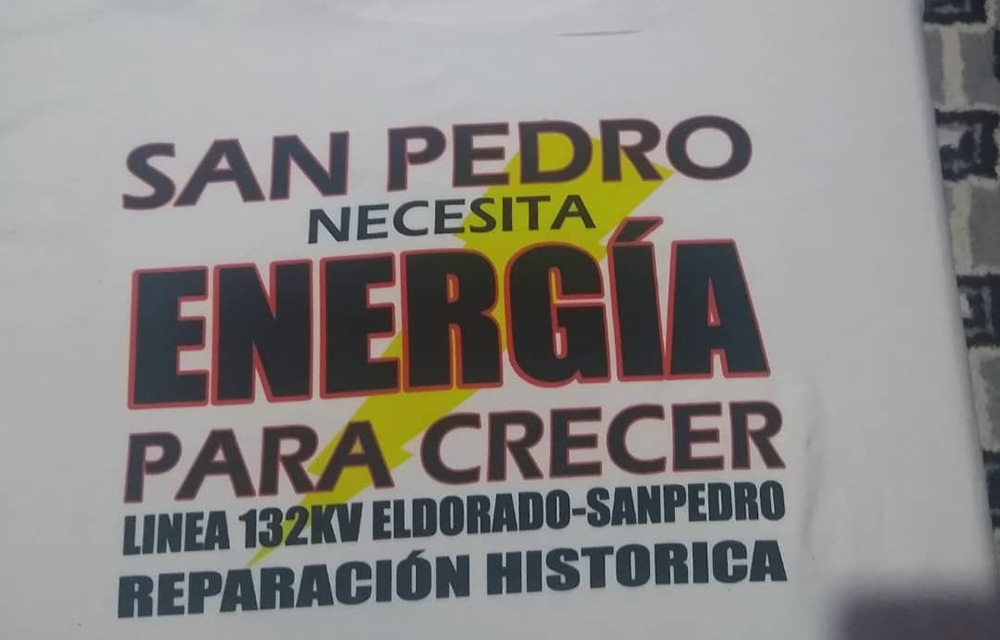 SAN PEDRO
NECESITA
ENERGÍA
PARA CRECER
LINEA 132KV ELDORADO-SANPEDRO
REPARACIÓN HISTORICA